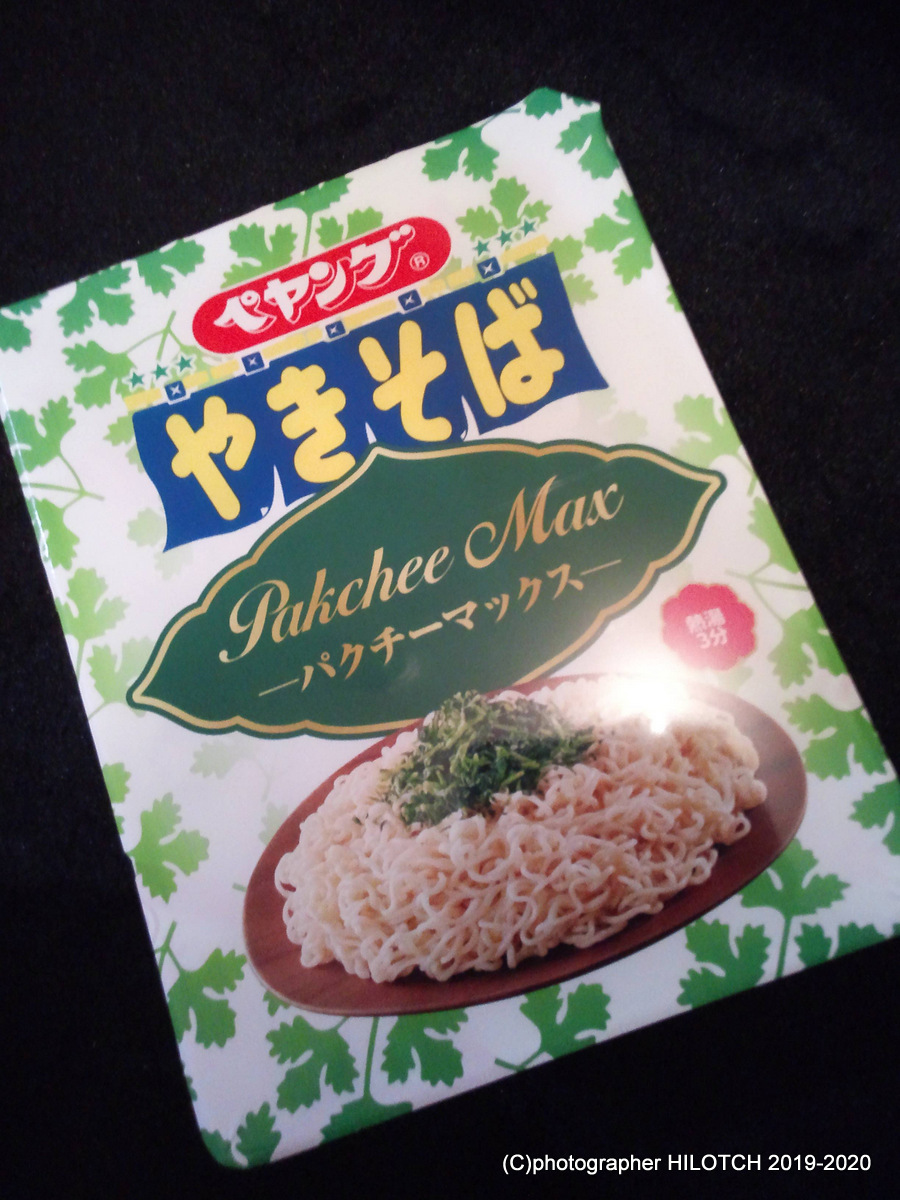 ペヤング®
やきそば
Pakchee Max
—パクチーマックス—
熱湯
3分
(C)photographer HILOTCH 2019-2020